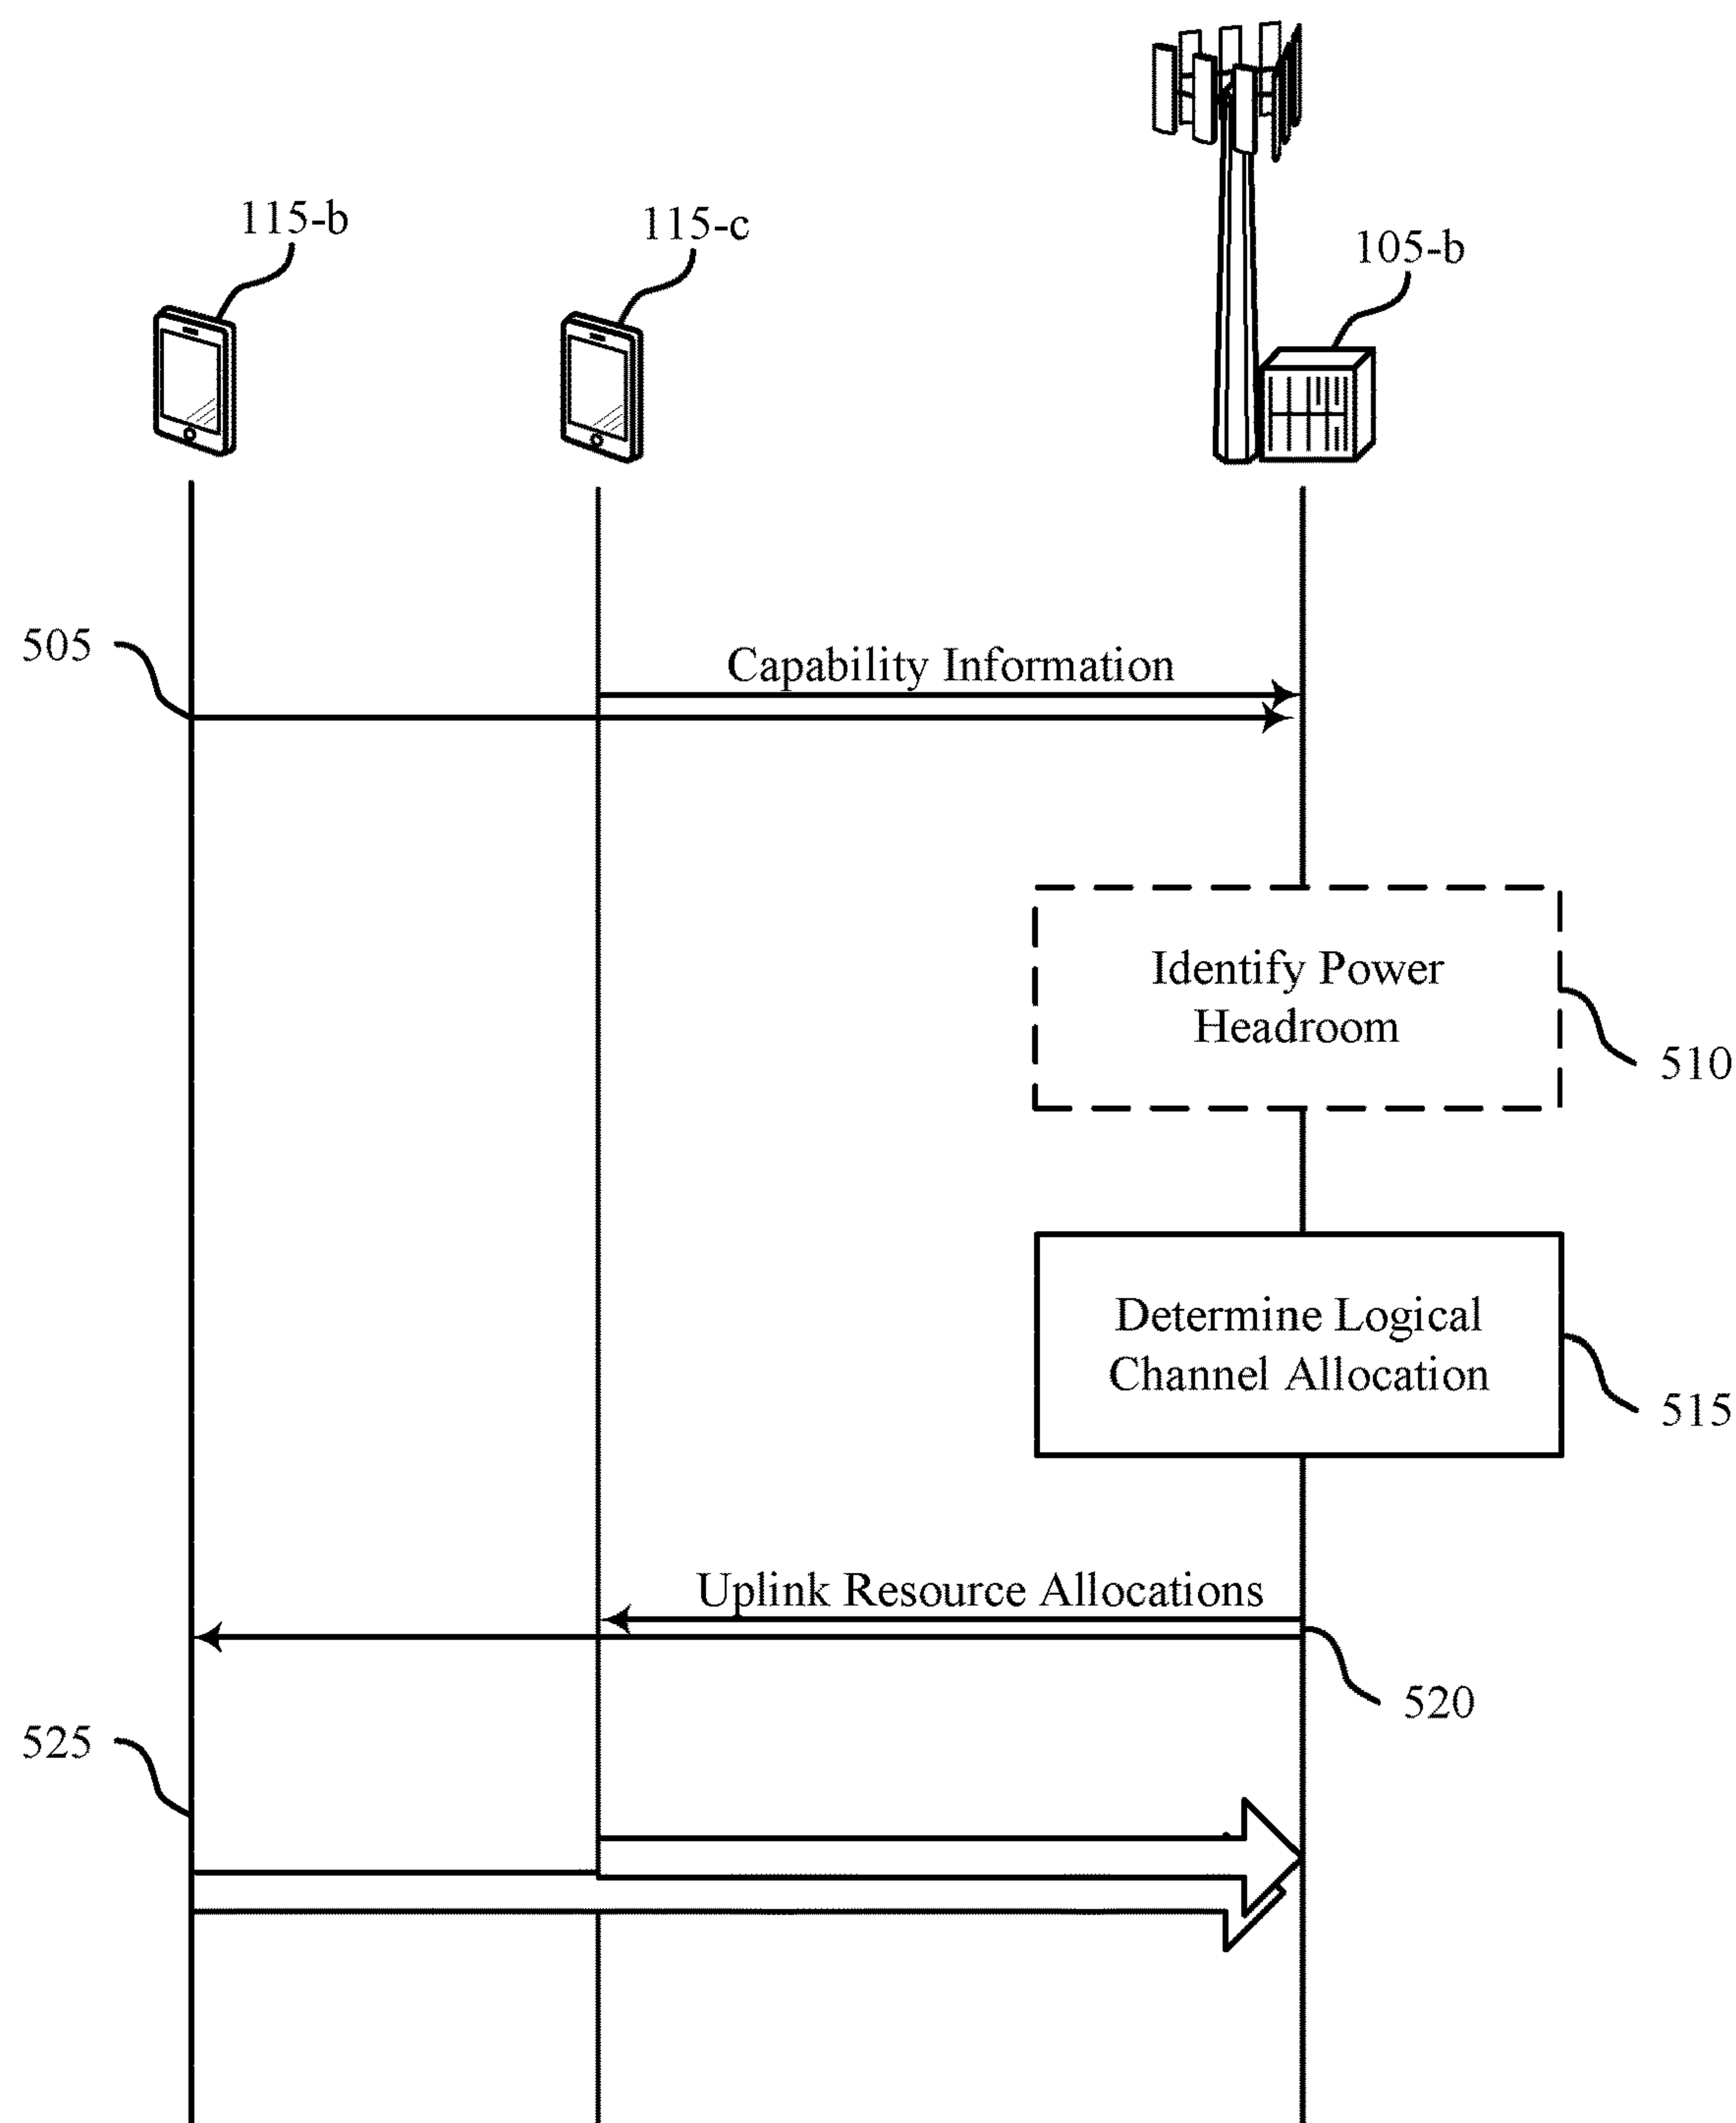 115-b
115-c
105-b
505
Capability Information
Identify Power
Headroom
510
Determine Logical
Channel Allocation
515
Uplink Resource Allocations
520
525